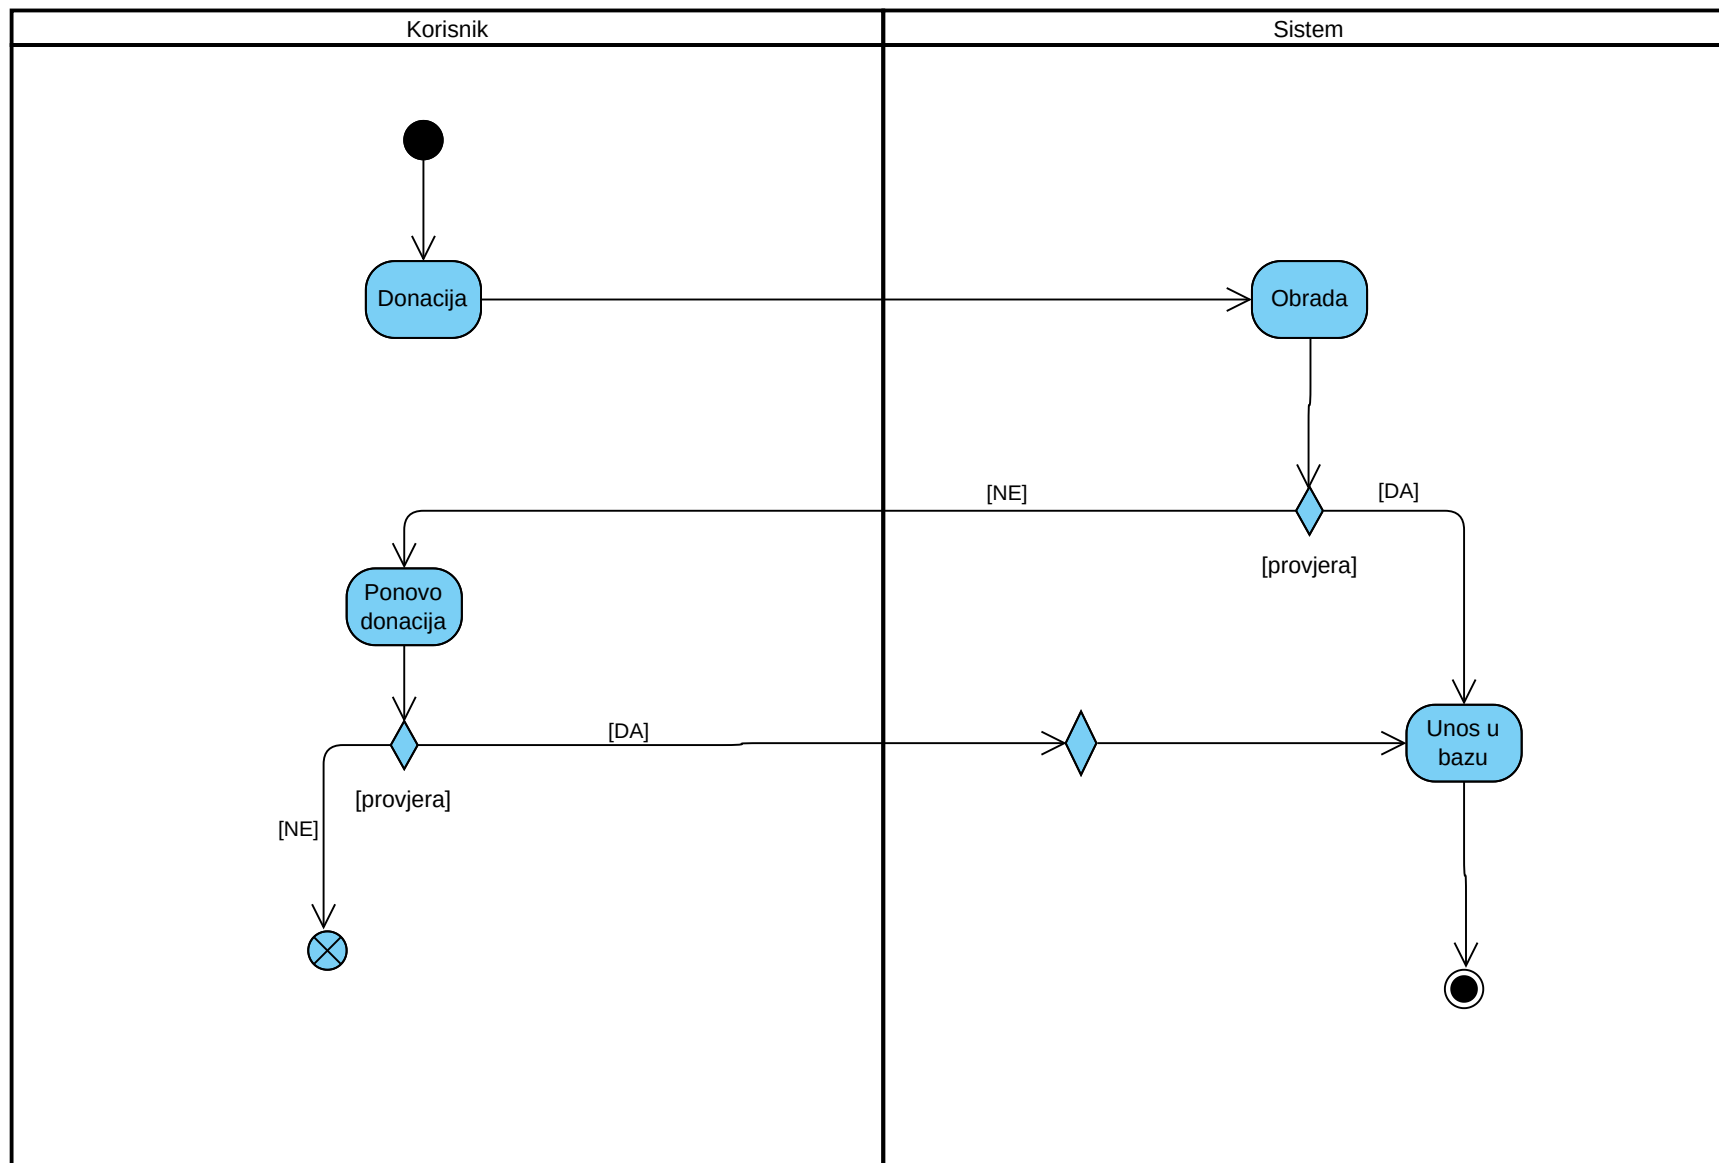 Korisnik
Sistem
Donacija
Obrada
[NE]
[DA]
[provjera]
Ponovo
donacija
[DA]
Unos u
bazu
[provjera]
[NE]